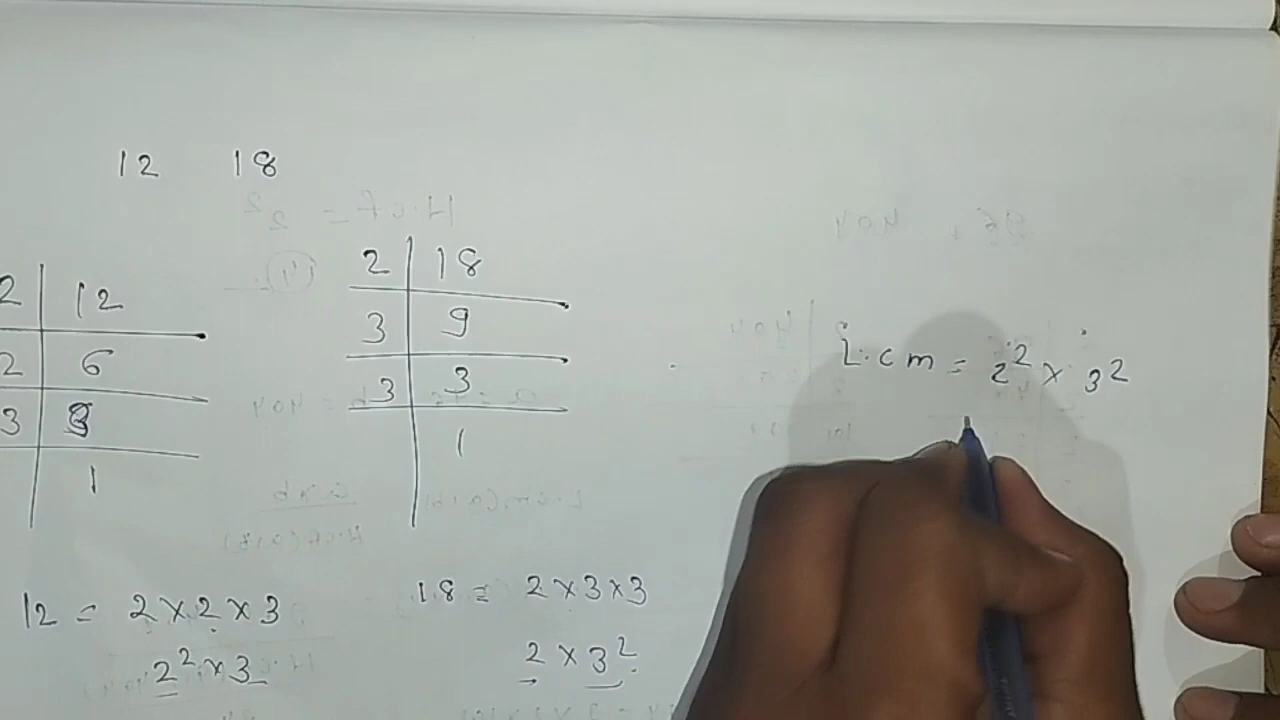 12 18
2 | 12
2 | 6
3 | 3
1
2 | 18
3 | 9
3 | 3
1
12 = 2 × 2 × 3
2² × 3
18 = 2 × 3 × 3
2 × 3²
L.cm = 2² × 3²